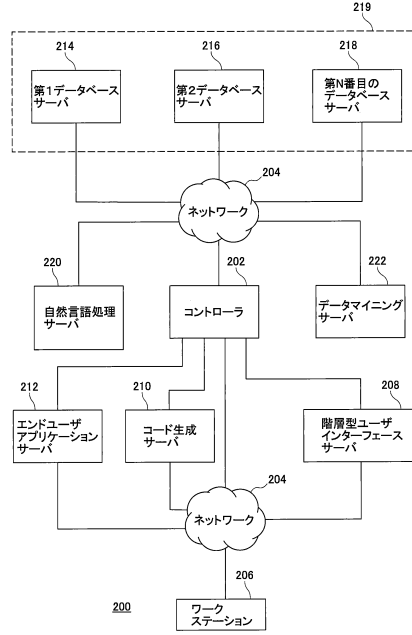 219
214
216
218
第1データベース
サーバ
第2データベース
サーバ
第N番目の
データベース
サーバ
204
ネットワーク
220
202
222
自然言語処理
サーバ
コントローラ
データマイニング
サーバ
212
210
208
エンドユーザ
アプリケーション
サーバ
コード生成
サーバ
階層型ユーザ
インターフェース
サーバ
204
ネットワーク
206
200
ワーク
ステーション